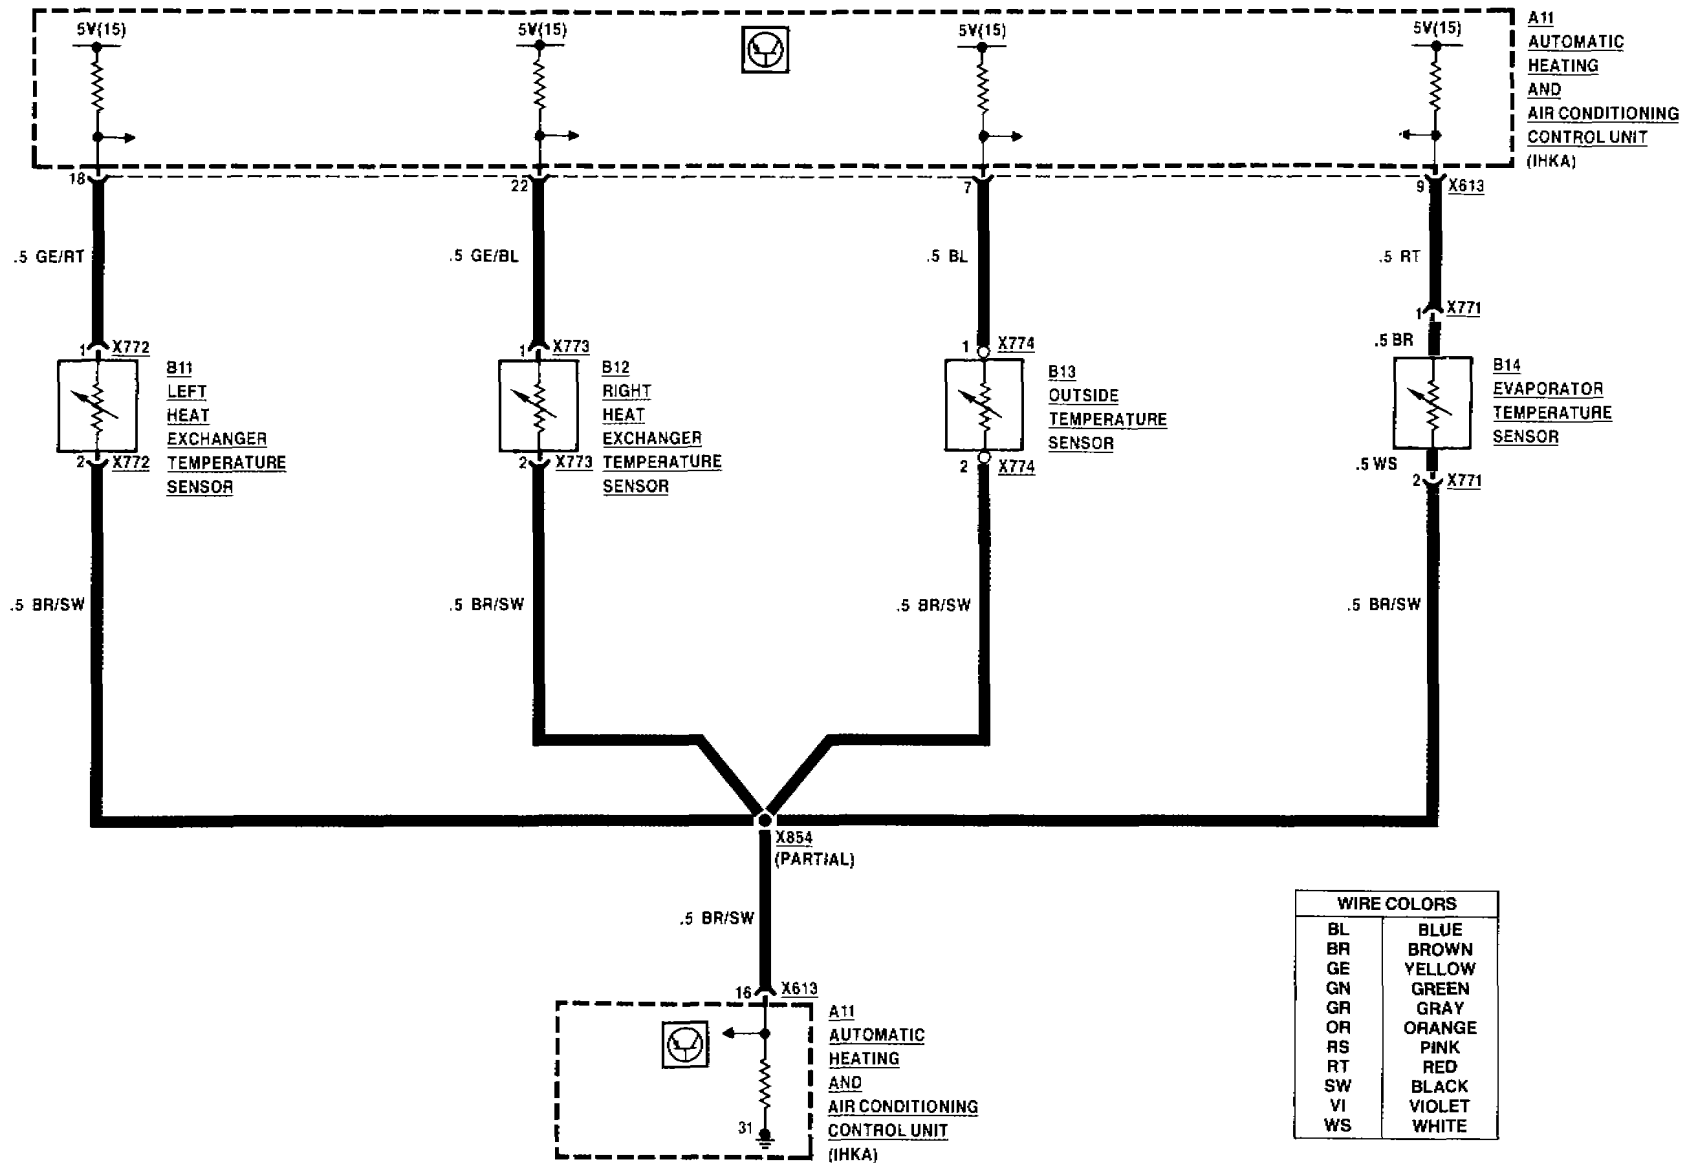 5V(15)
5V(15)
5V(15)
5V(15)
A11
AUTOMATIC
HEATING
AND
AIR CONDITIONING
CONTROL UNIT
(IHKA)
18
22
7
9 X613
.5 GE/RT
.5 GE/BL
.5 BL
.5 RT
1 X771
.5 BR
1 X772
1 X773
1 X774
B11
LEFT
HEAT
EXCHANGER
TEMPERATURE
SENSOR
B12
RIGHT
HEAT
EXCHANGER
TEMPERATURE
SENSOR
B13
OUTSIDE
TEMPERATURE
SENSOR
B14
EVAPORATOR
TEMPERATURE
SENSOR
2 X772
2 X773
2 X774
.5 WS
2 X771
.5 BR/SW
.5 BR/SW
.5 BR/SW
.5 BR/SW
X854
(PARTIAL)
.5 BR/SW
16 X613
A11
AUTOMATIC
HEATING
AND
AIR CONDITIONING
CONTROL UNIT
(IHKA)
31
WIRE COLORS
BL BLUE
BR BROWN
GE YELLOW
GN GREEN
GR GRAY
OR ORANGE
RS PINK
RT RED
SW BLACK
VI VIOLET
WS WHITE